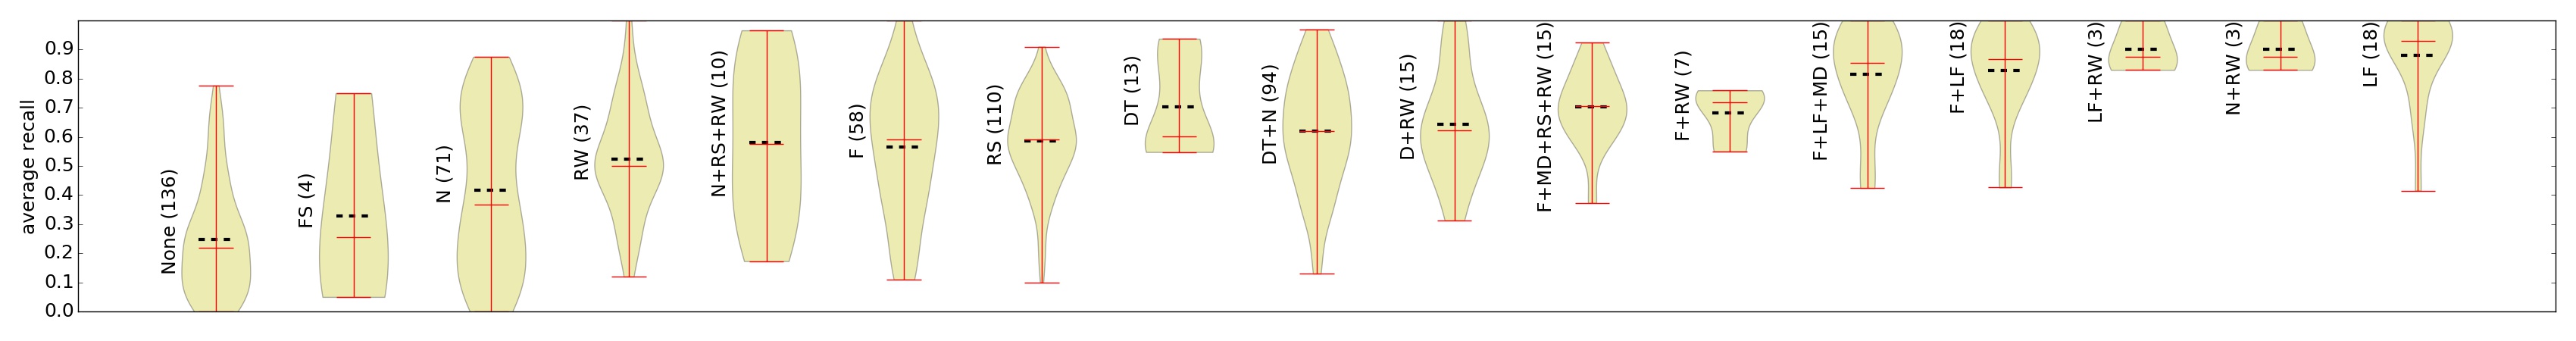 average recall
0.9
0.8
0.7
0.6
0.5
0.4
0.3
0.2
0.1
0.0
None (136)
FS (4)
N (71)
RW (37)
N+RS+RW (10)
F (58)
RS (110)
DT (13)
DT+N (94)
D+RW (15)
F+MD+RS+RW (15)
F+RW (7)
F+LF+MD (15)
F+LF (18)
LF+RW (3)
N+RW (3)
LF (18)